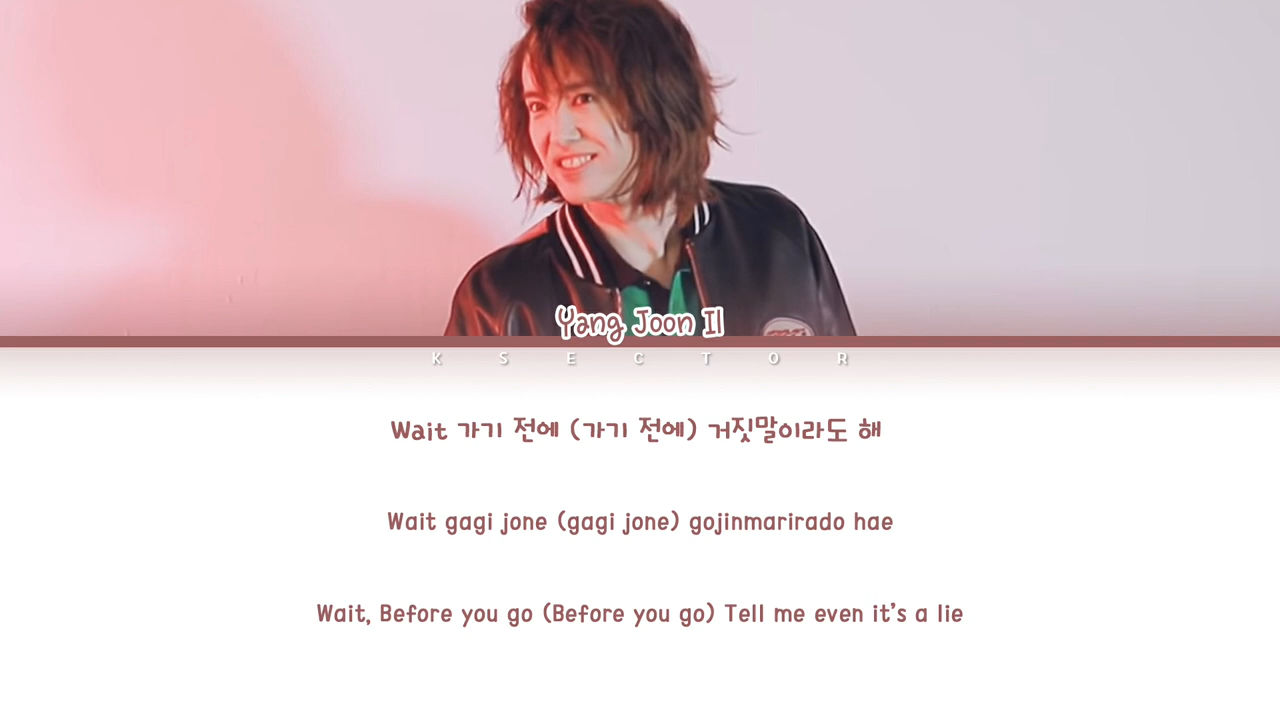 Yang Joon Il
K S E C T O R
Wait 가기 전에 (가기 전에) 거짓말이라도 해
Wait gagi jone (gagi jone) gojinmarirado hae
Wait, Before you go (Before you go) Tell me even it's a lie